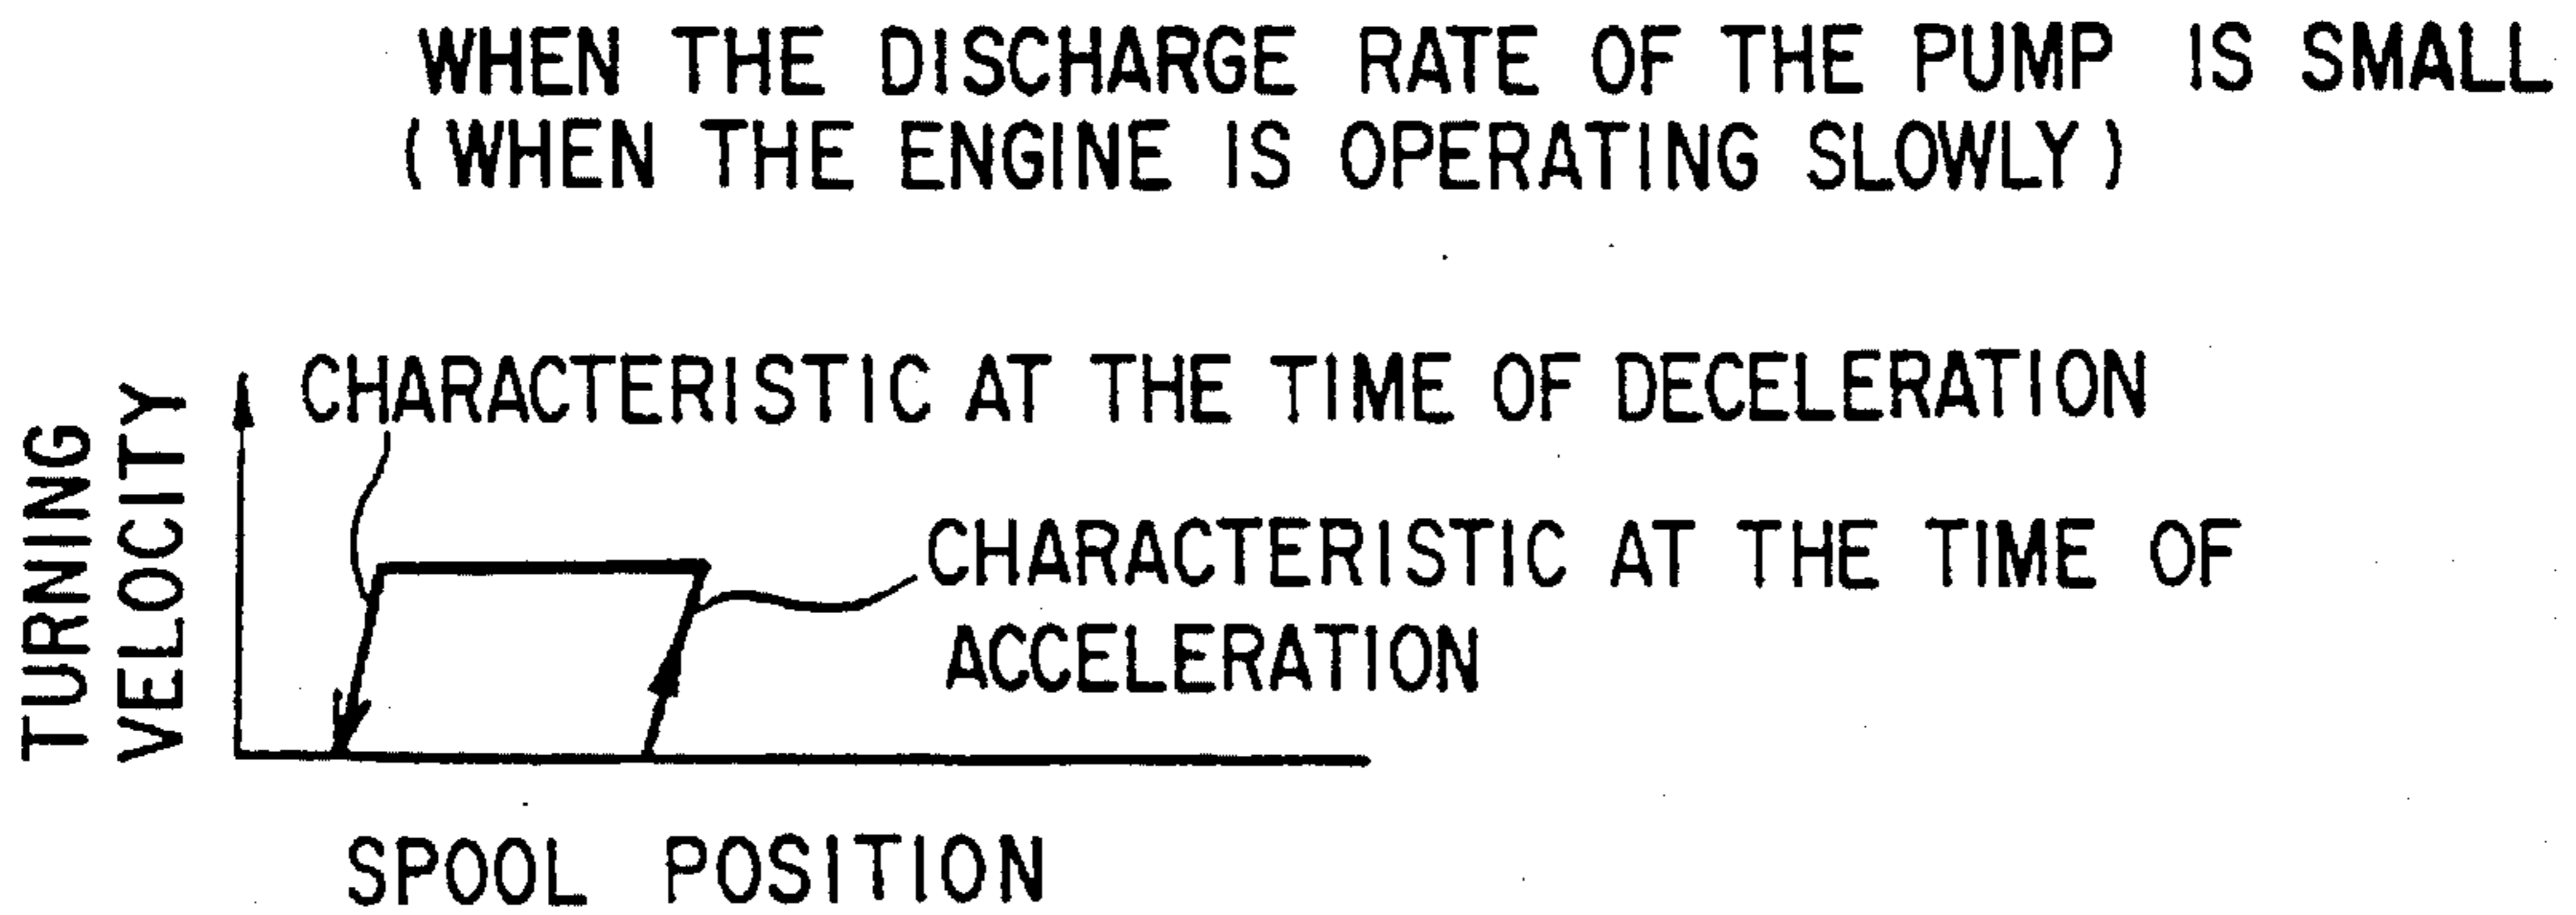 WHEN THE DISCHARGE RATE OF THE PUMP IS SMALL
(WHEN THE ENGINE IS OPERATING SLOWLY)
CHARACTERISTIC AT THE TIME OF DECELERATION
TURNING
VELOCITY
CHARACTERISTIC AT THE TIME OF
ACCELERATION
SPOOL POSITION